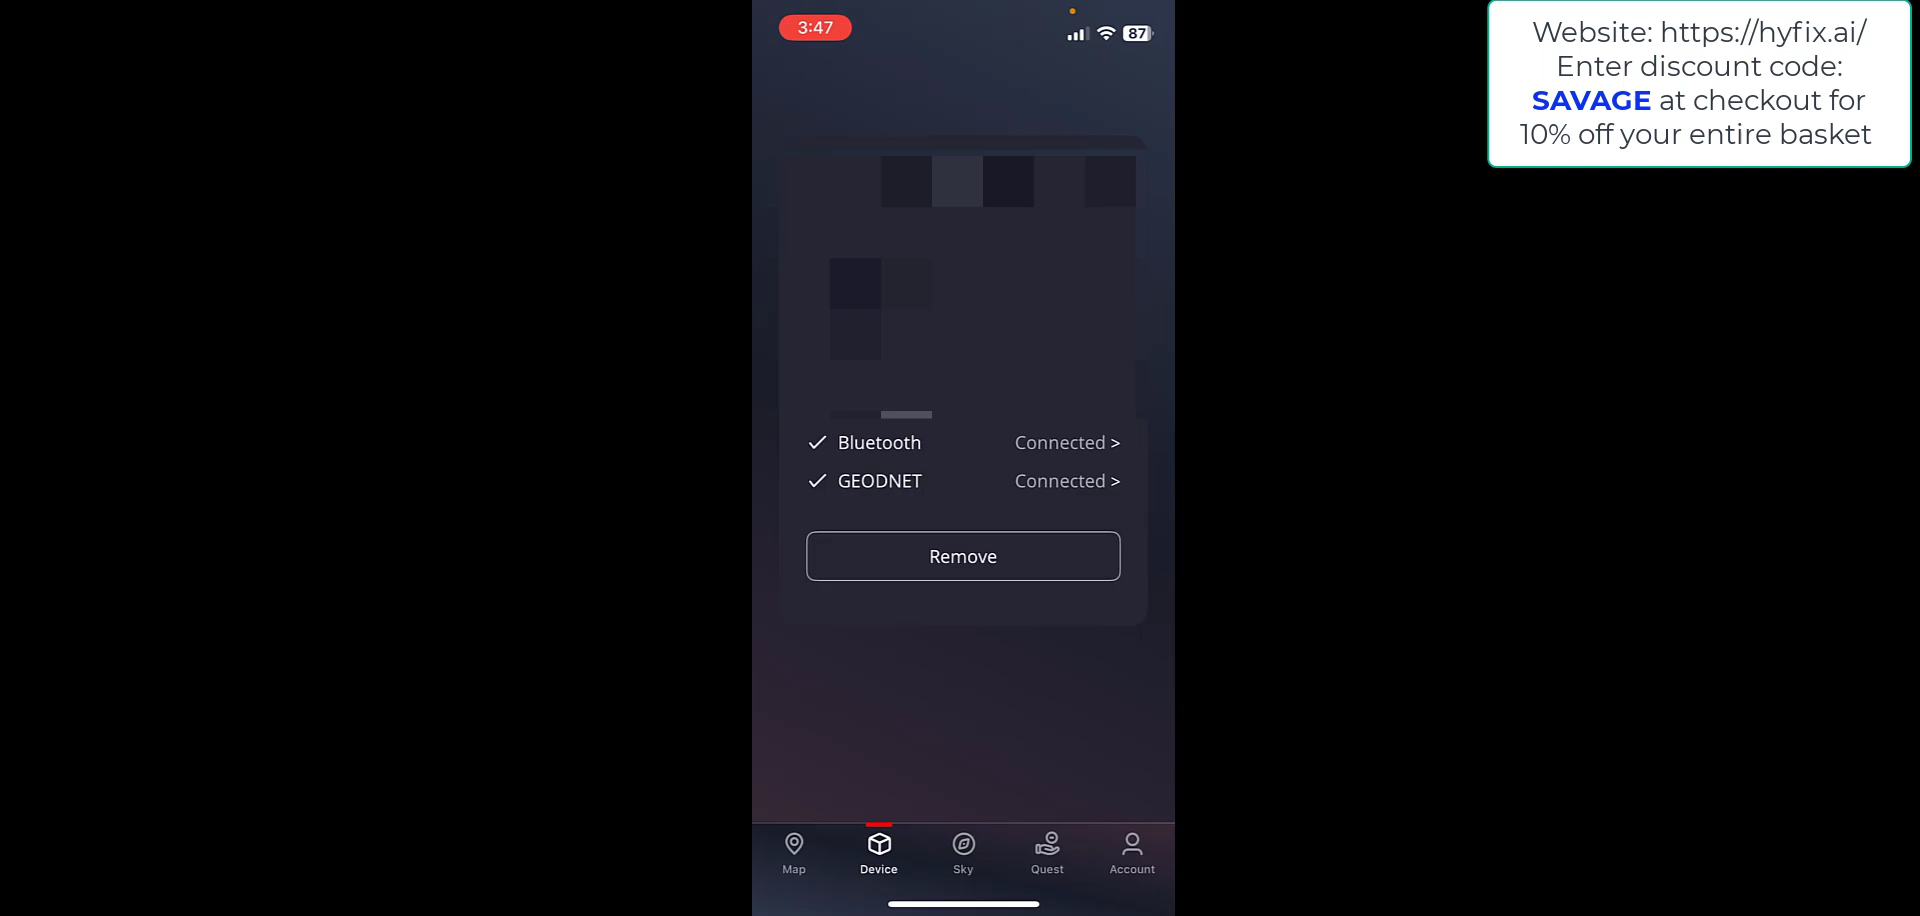 3:47
87
Website: https://hyfix.ai/
Enter discount code:
SAVAGE at checkout for
10% off your entire basket
Bluetooth Connected >
GEODNET Connected >
Remove
Map Device Sky Quest Account